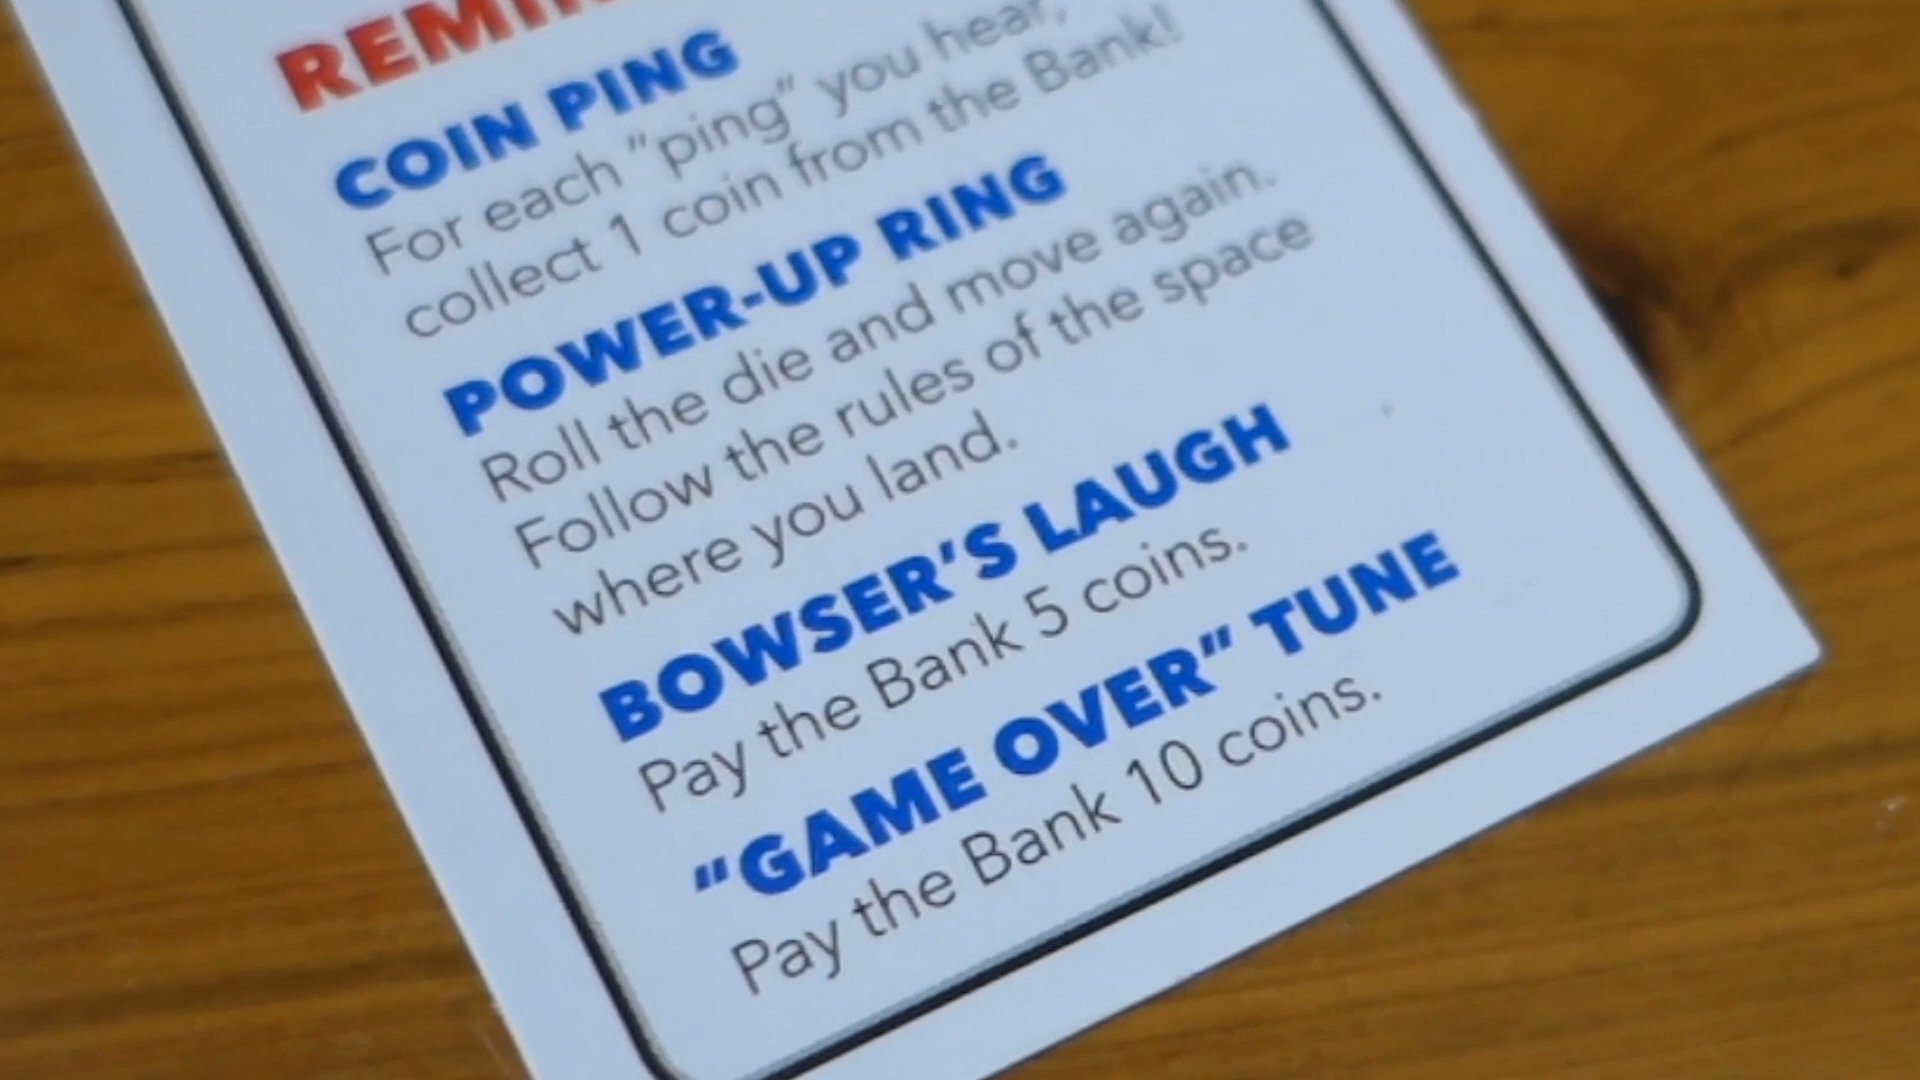 COIN PING
For each "ping" you hear,
collect 1 coin from the Bank!
POWER-UP RING
Roll the die and move again.
Follow the rules of the space
where you land.
BOWSER'S LAUGH
Pay the Bank 5 coins.
"GAME OVER" TUNE
Pay the Bank 10 coins.